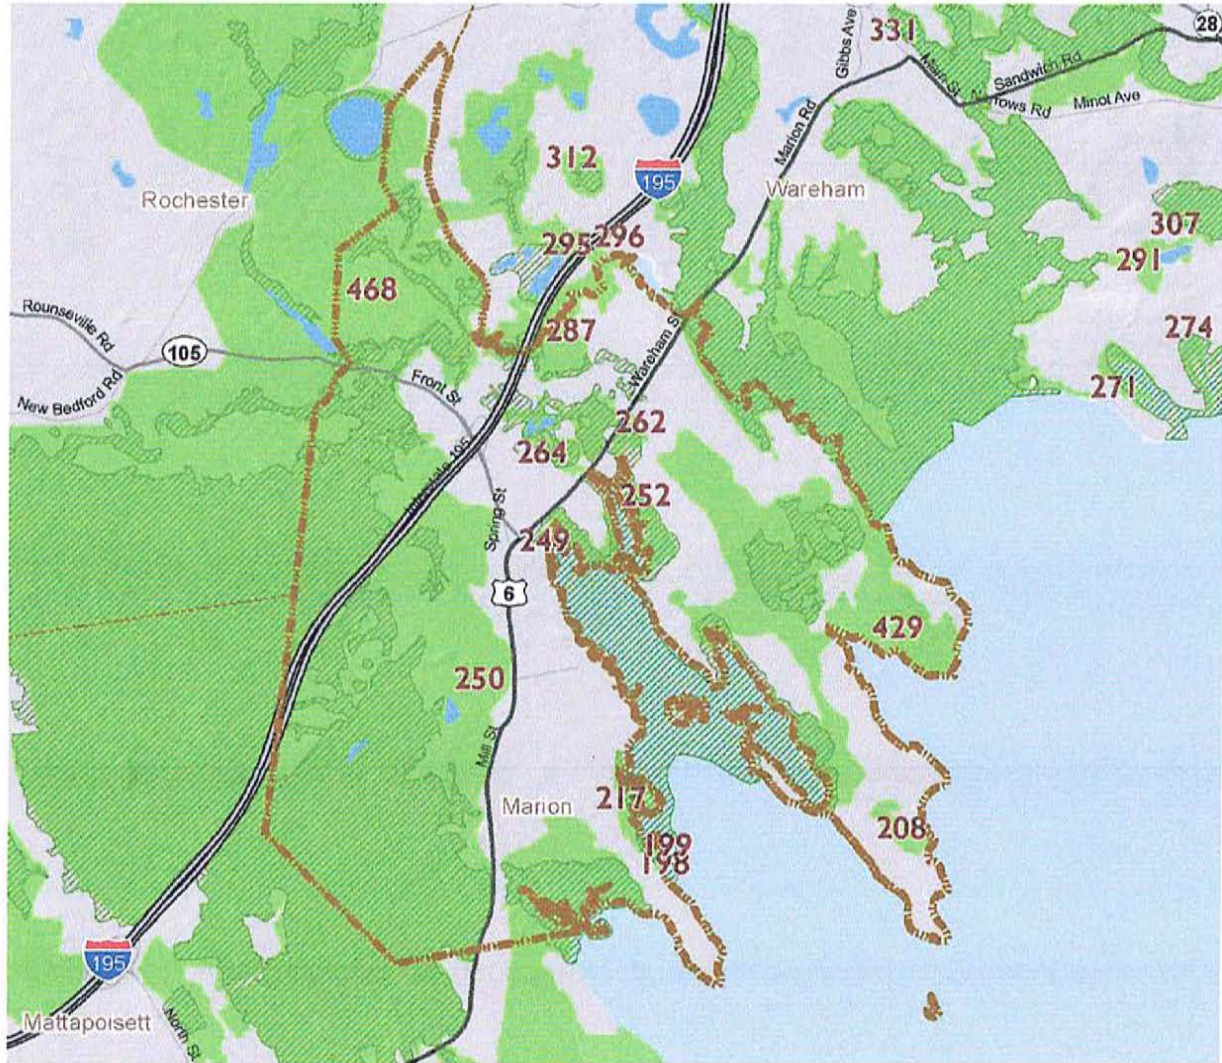 331
28
Gibbs Ave
Main St
Sandwich Rd
Narrows Rd
Minot Ave
Marion Rd
312
195
Rochester
Wareham
307
295
296
291
468
Rounseville Rd
287
274
105
Wareham St
New Bedford Rd
Front St
271
262
264
Interstate 195
252
Spring St
249
6
429
250
Mill St
217
Marion
208
199
198
195
Mattapoisett
North St